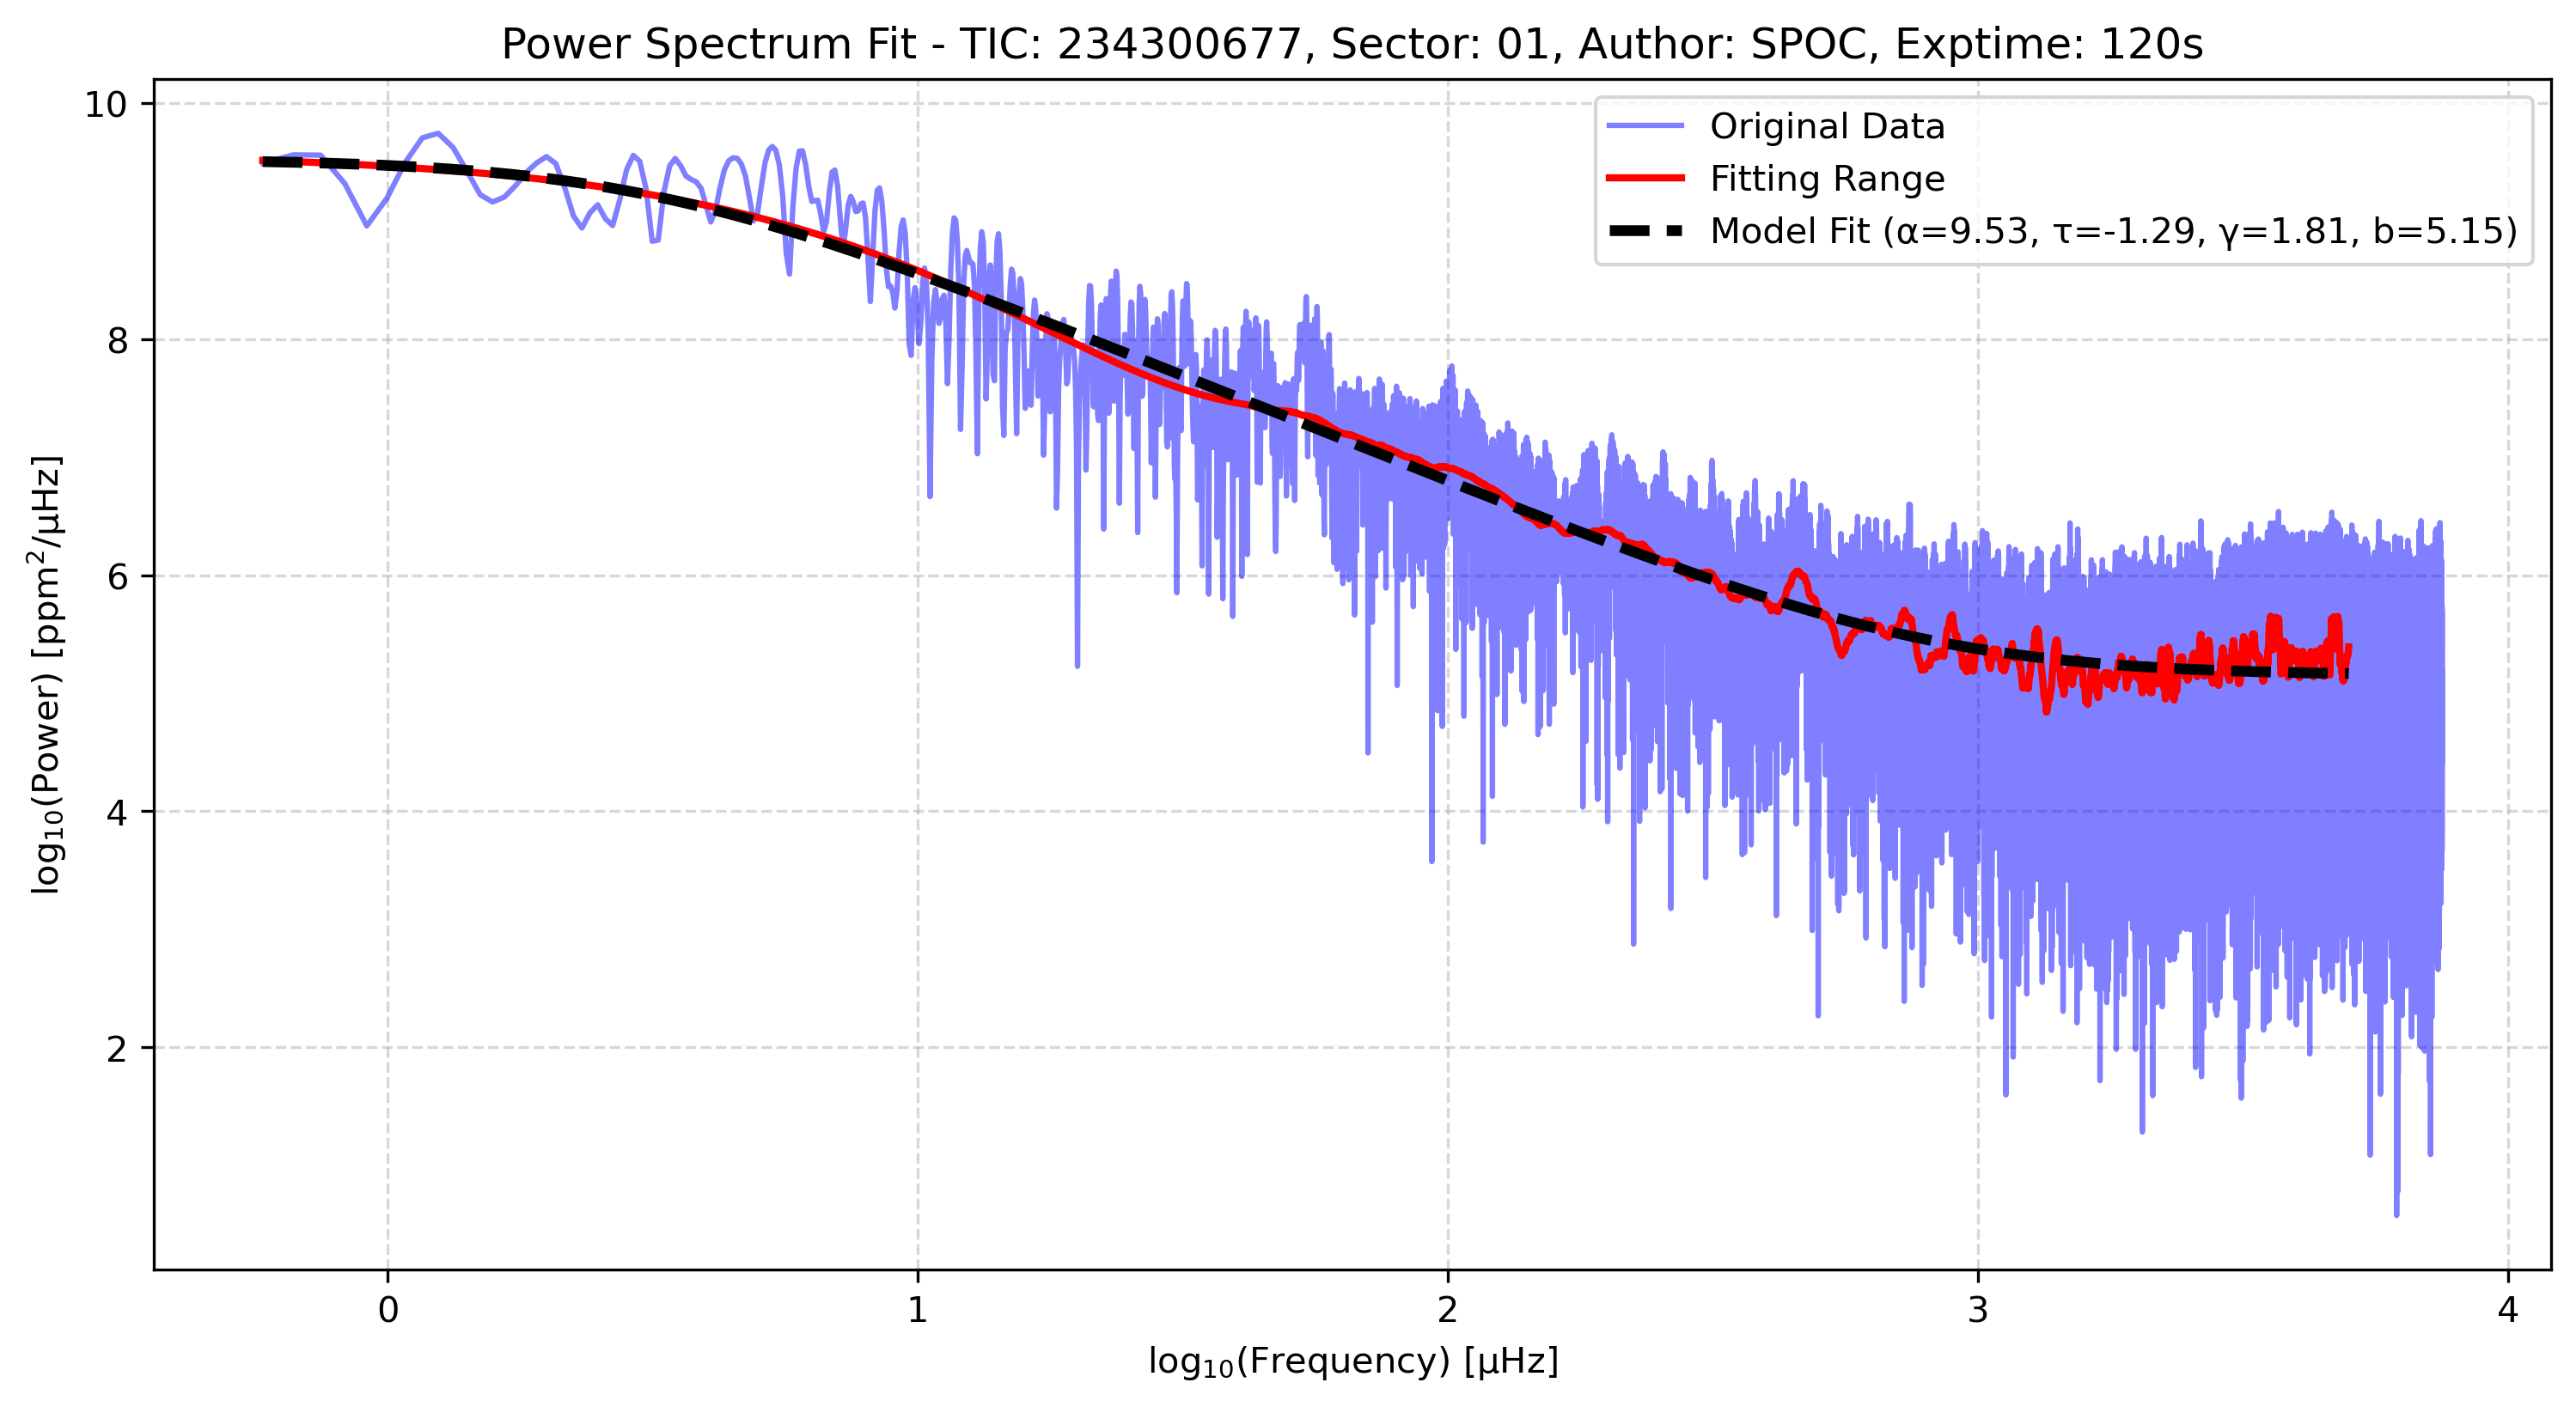 Power Spectrum Fit - TIC: 234300677, Sector: 01, Author: SPOC, Exptime: 120s
Original Data
Fitting Range
Model Fit (α=9.53, τ=-1.29, γ=1.81, b=5.15)
log₁₀(Power) [ppm²/μHz]
10
8
6
4
2
0 1 2 3 4
log₁₀(Frequency) [μHz]